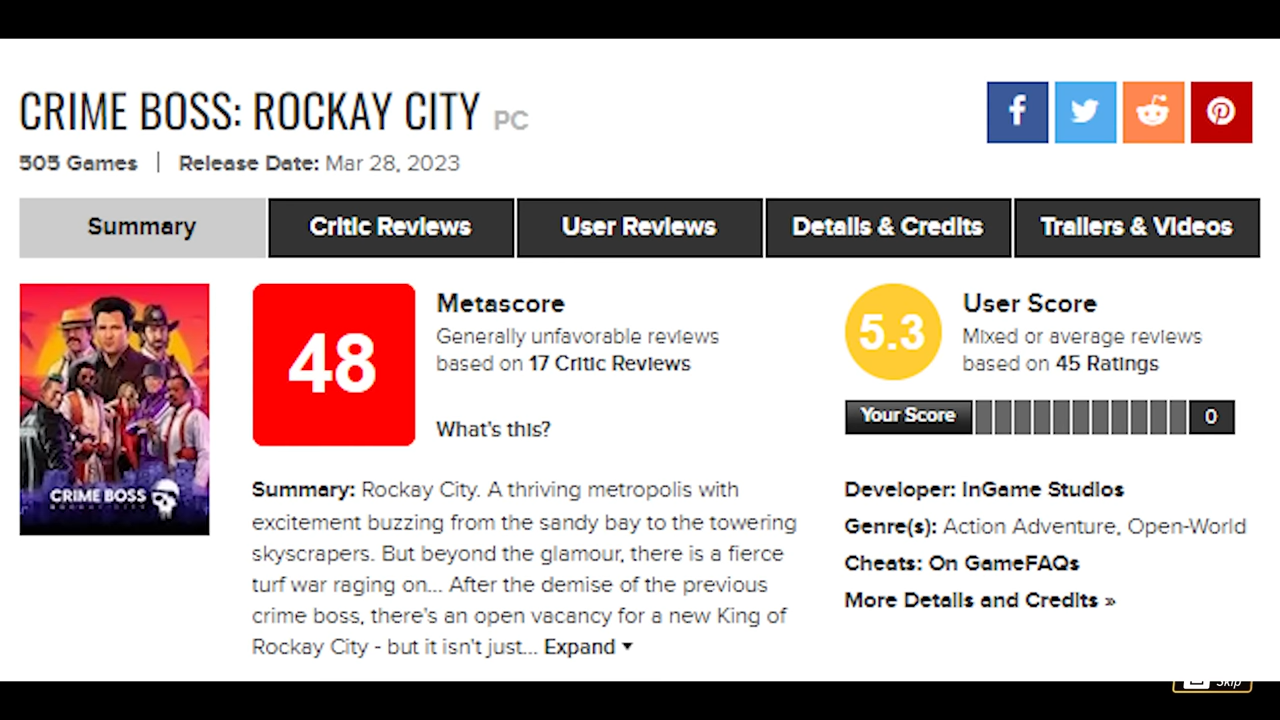 CRIME BOSS: ROCKAY CITY PC
505 Games | Release Date: Mar 28, 2023
Summary
Critic Reviews
User Reviews
Details & Credits
Trailers & Videos
CRIME BOSS
ROCKAY CITY
48
Metascore
Generally unfavorable reviews
based on 17 Critic Reviews
What's this?
5.3
User Score
Mixed or average reviews
based on 45 Ratings
Your Score
0
Summary: Rockay City. A thriving metropolis with
excitement buzzing from the sandy bay to the towering
skyscrapers. But beyond the glamour, there is a fierce
turf war raging on... After the demise of the previous
crime boss, there's an open vacancy for a new King of
Rockay City - but it isn't just... Expand
Developer: InGame Studios
Genre(s): Action Adventure, Open-World
Cheats: On GameFAQs
More Details and Credits »
Skip